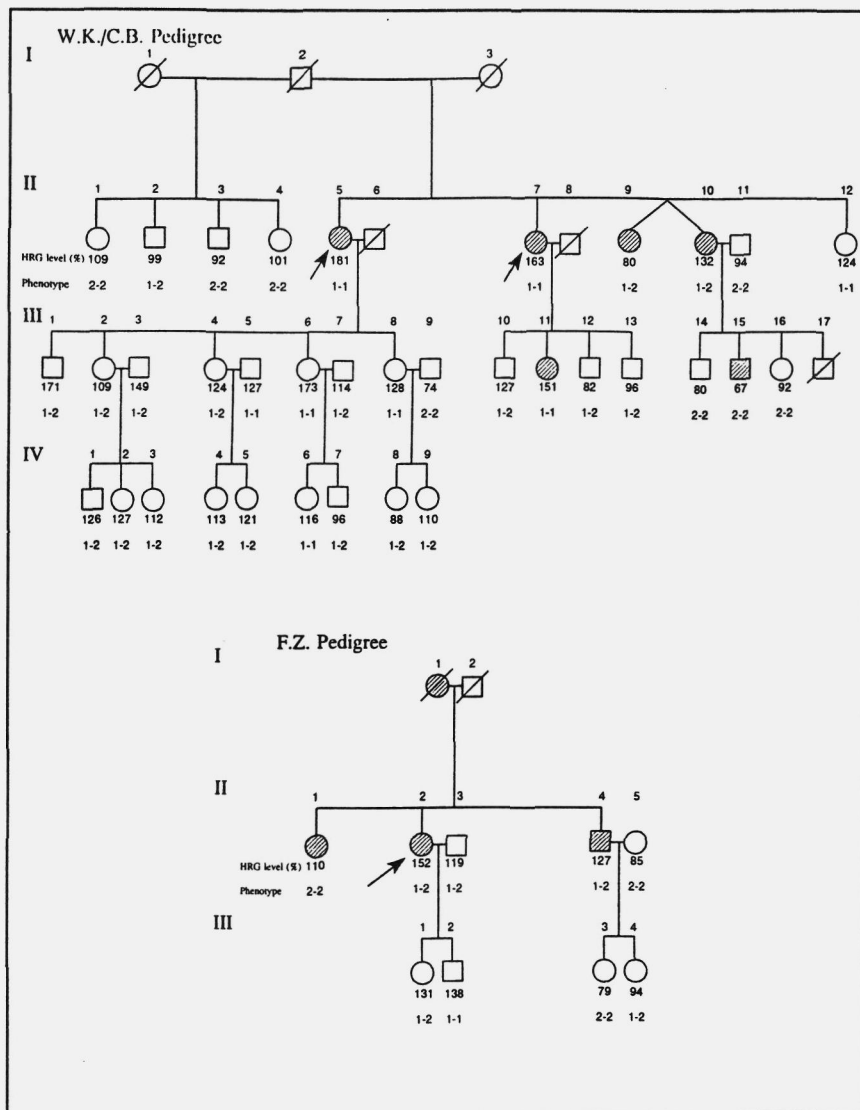 W.K./C.B. Pedigree
I
1 2 3
II
1 2 3 4 5 6 7 8 9 10 11 12
HRG level (%) 109 99 92 101 181 163 80 132 94 124
Phenotype 2-2 1-2 2-2 2-2 1-1 1-1 1-2 1-2 2-2 1-1
III
1 2 3 4 5 6 7 8 9 10 11 12 13 14 15 16 17
171 109 149 124 127 173 114 128 74 127 151 82 96 80 67 92
1-2 1-2 1-2 1-2 1-1 1-1 1-2 1-1 2-2 1-2 1-1 1-2 1-2 2-2 2-2 2-2
IV
1 2 3 4 5 6 7 8 9
126 127 112 113 121 116 96 88 110
1-2 1-2 1-2 1-2 1-2 1-1 1-2 1-2 1-2
F.Z. Pedigree
I
1 2
II
1 2 3 4 5
HRG level (%) 110 152 119 127 85
Phenotype 2-2 1-2 1-2 1-2 2-2
III
1 2 3 4
131 138 79 94
1-2 1-1 2-2 1-2